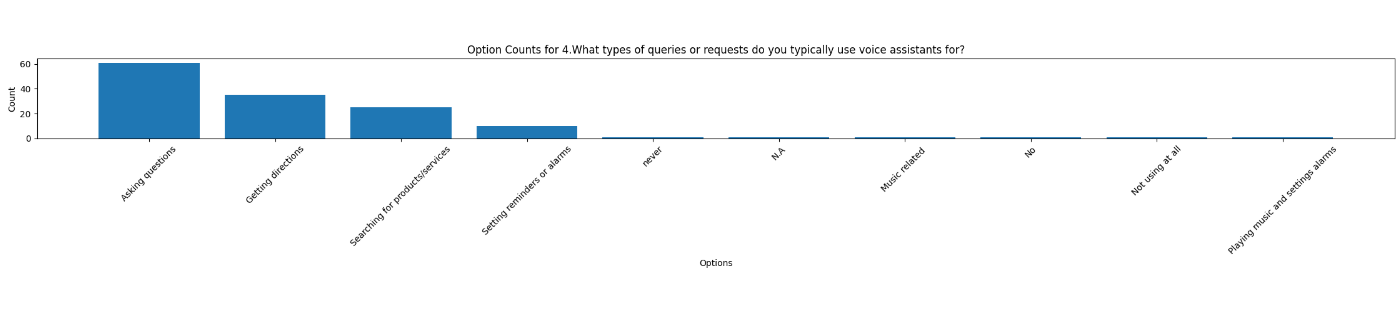 Option Counts for 4.What types of queries or requests do you typically use voice assistants for?
60
40
20
0
Count
Asking questions
Getting directions
Searching for products/services
Setting reminders or alarms
never
N.A
Music related
No
Not using at all
Playing music and settings alarms
Options